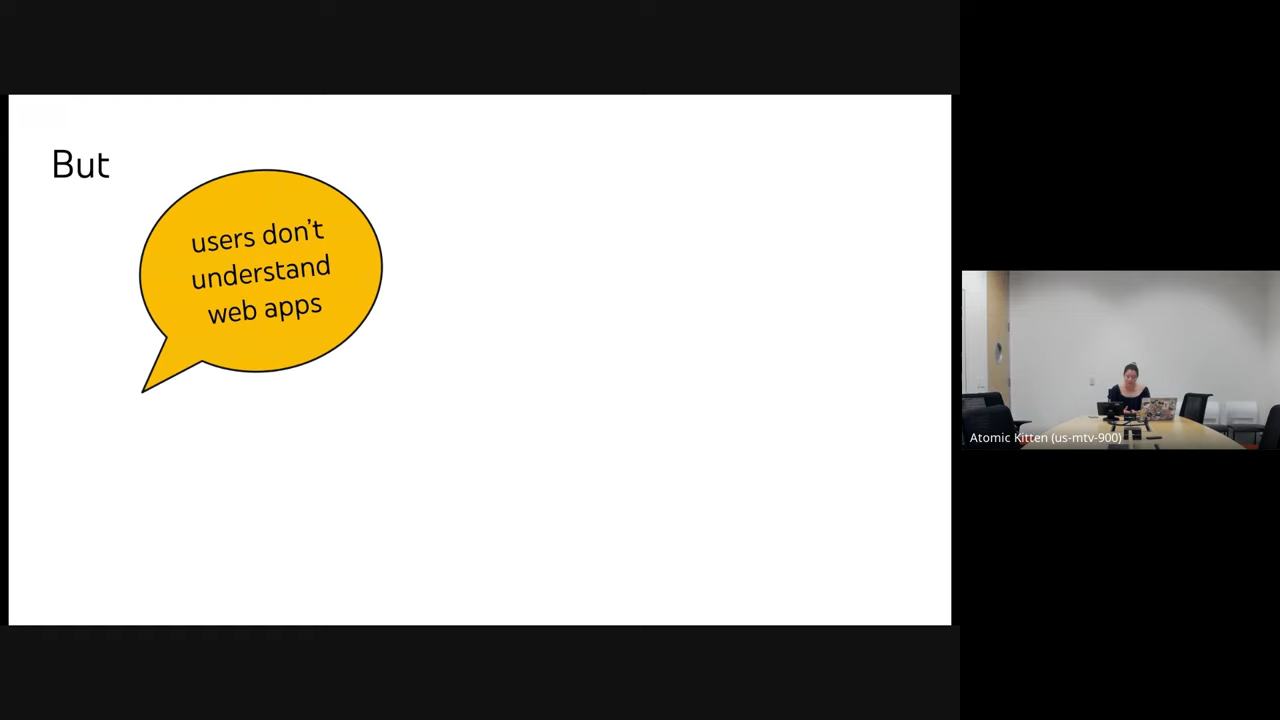 But
users don’t
understand
web apps
Atomic Kitten (us-mtv-900)